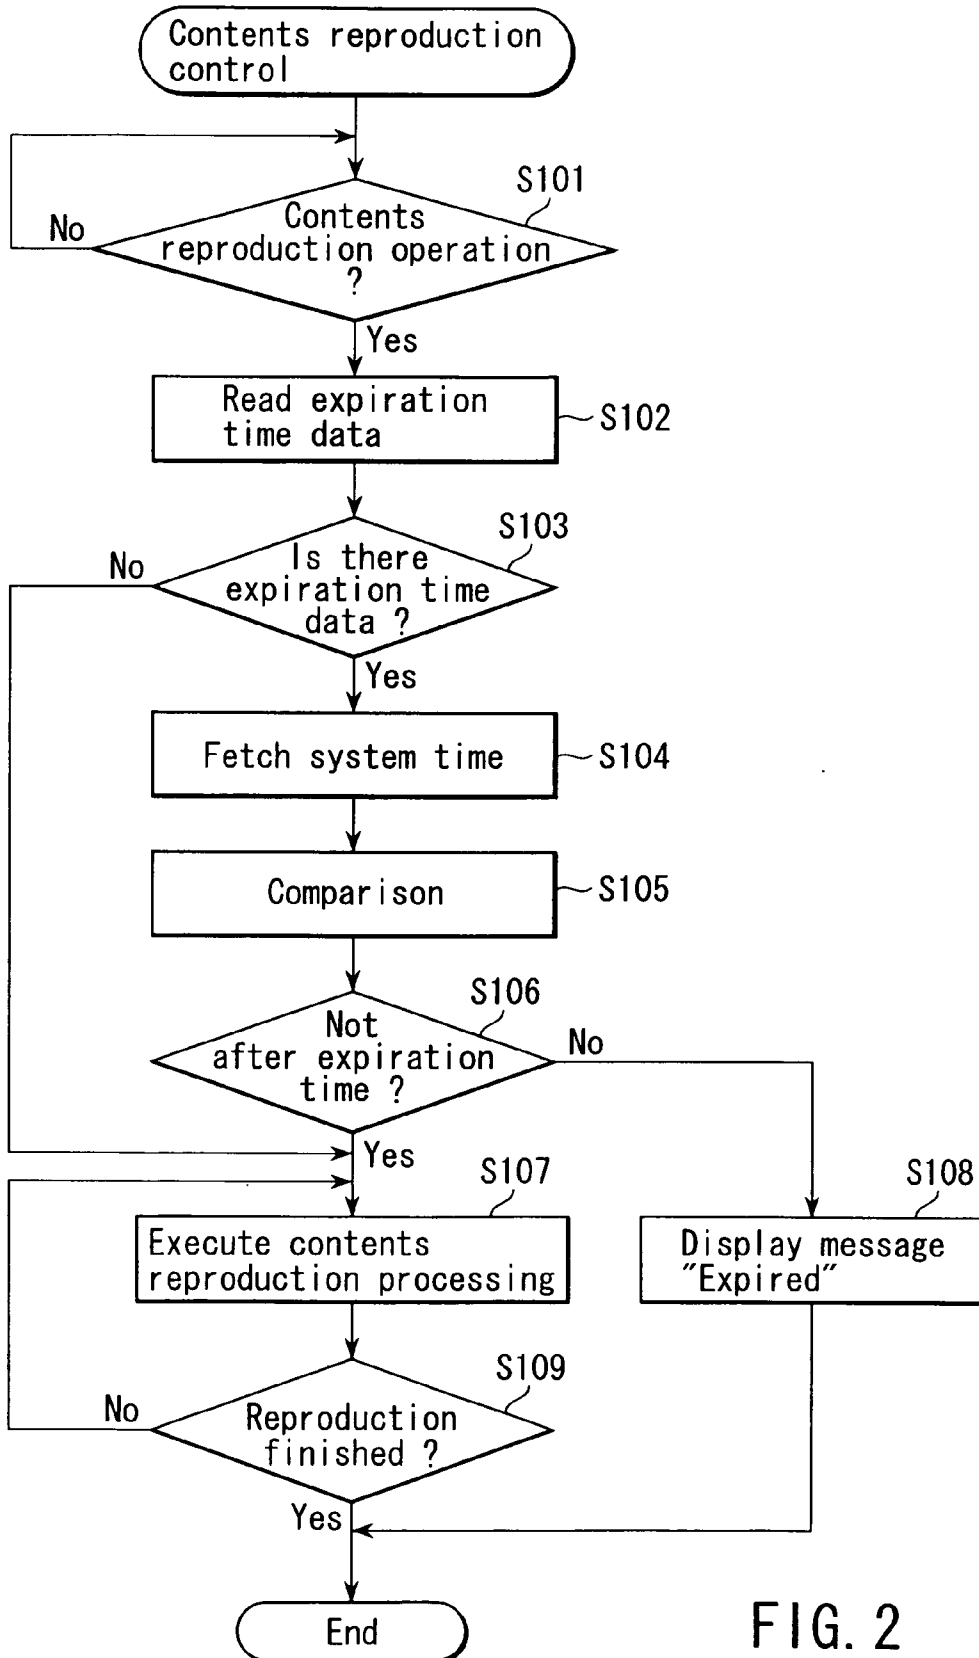 Contents reproduction
control
S101
No
Contents
reproduction operation
?
Yes
Read expiration
time data
S102
S103
No
Is there
expiration time
data ?
Yes
Fetch system time
S104
Comparison
S105
S106
Not
after expiration
time ?
No
Yes
S107
S108
Execute contents
reproduction processing
Display message
"Expired"
S109
No
Reproduction
finished ?
Yes
End
FIG. 2